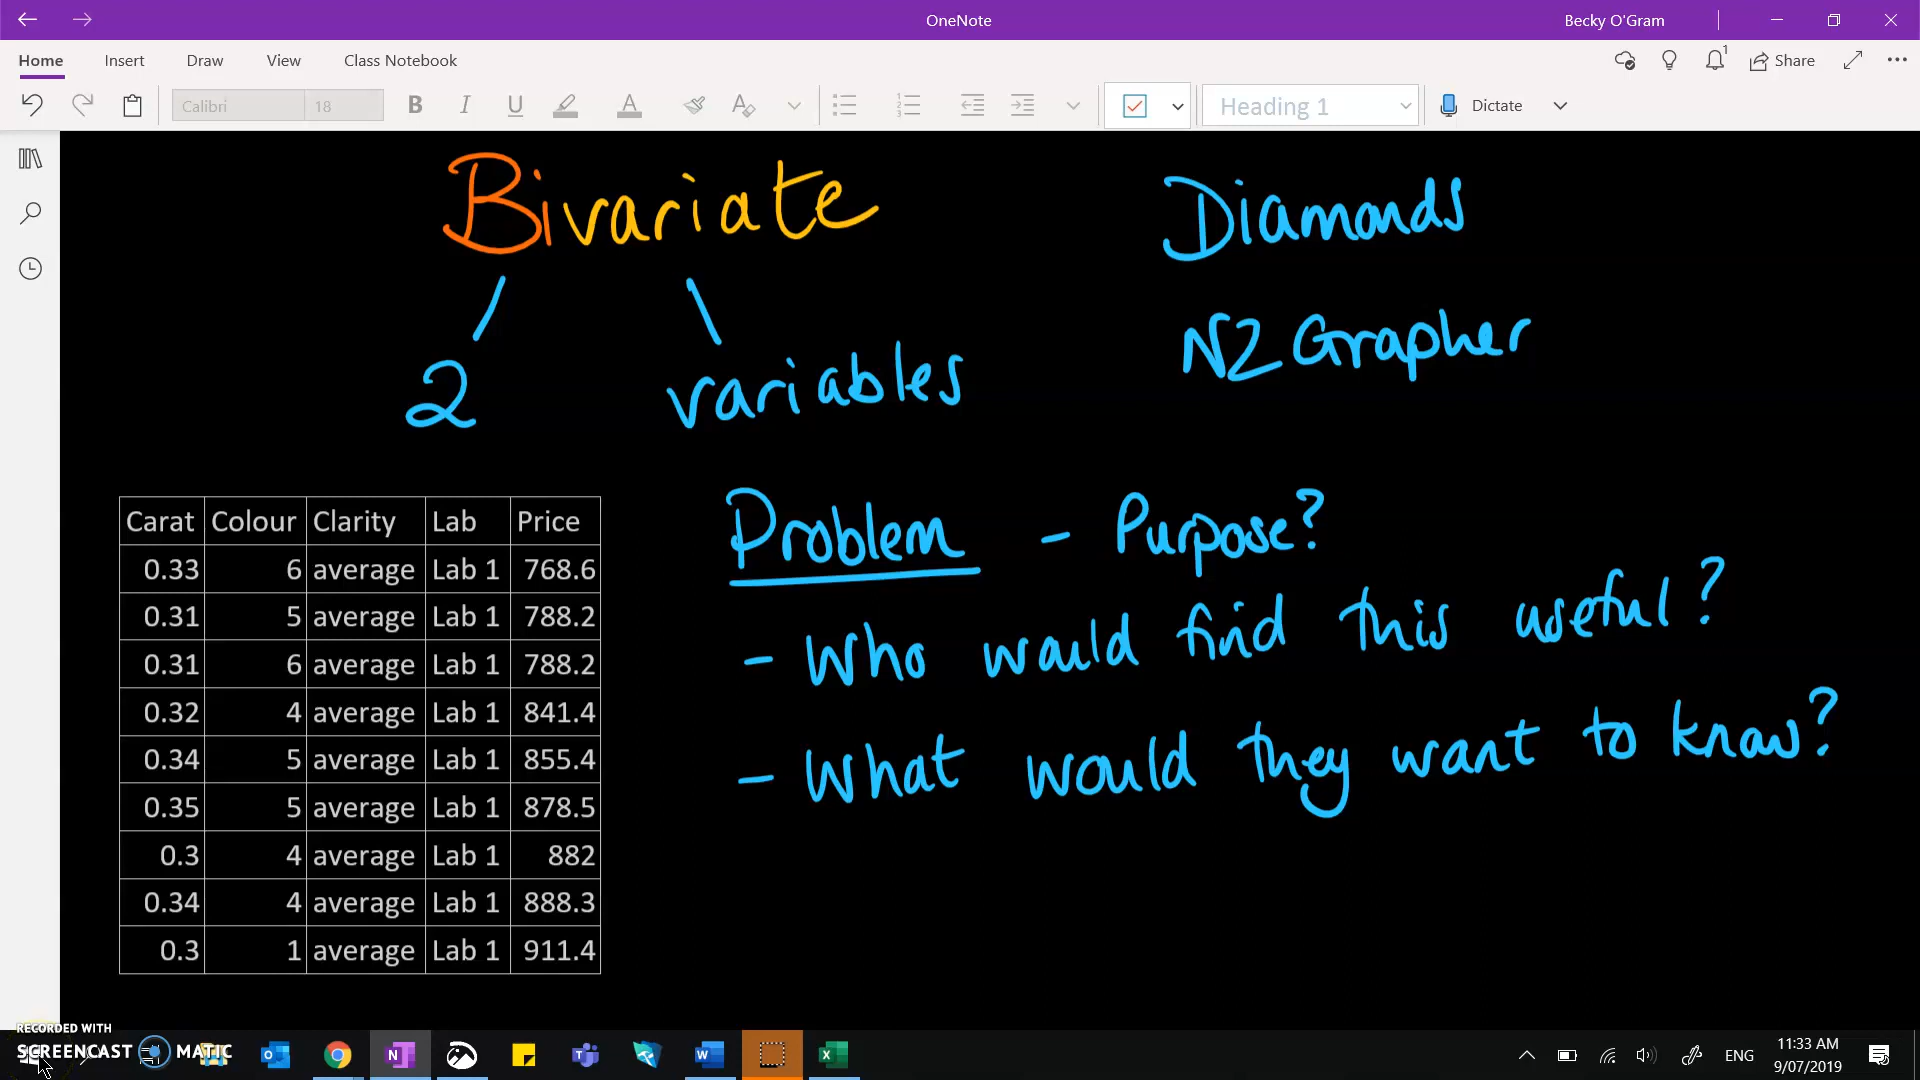 OneNote
Becky O'Gram
Home Insert Draw View Class Notebook
1 Share
Calibri 18 B I U A A Heading 1 Dictate
Bivariate
2 variables
Diamonds
NZ Grapher
Carat Colour Clarity Lab Price
0.33 6 average Lab 1 768.6
0.31 5 average Lab 1 788.2
0.31 6 average Lab 1 788.2
0.32 4 average Lab 1 841.4
0.34 5 average Lab 1 855.4
0.35 5 average Lab 1 878.5
0.3 4 average Lab 1 882
0.34 4 average Lab 1 888.3
0.3 1 average Lab 1 911.4
Problem - Purpose?
- Who would find this useful?
- What would they want to know?
RECORDED WITH
SCREENCAST MATIC
ENG
11:33 AM
9/07/2019